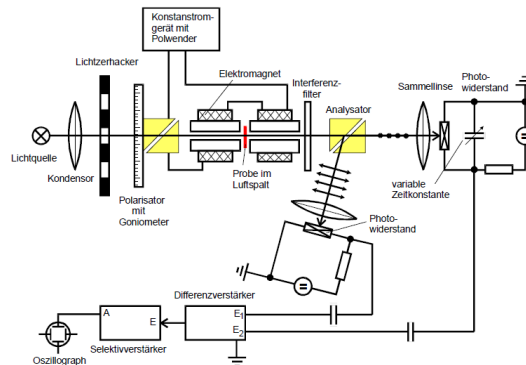 Konstanstrom-
gerät mit
Polwender
Lichtzerhacker
Elektromagnet
Interferenz-
filter
Analysator
Sammellinse
Photo-
widerstand
Lichtquelle
Kondensor
Polarisator
mit
Goniometer
Probe im
Luftspalt
variable
Zeitkonstante
Photo-
widerstand
Differenzverstärker
A
E
E1
E2
Selektivverstärker
Oszillograph